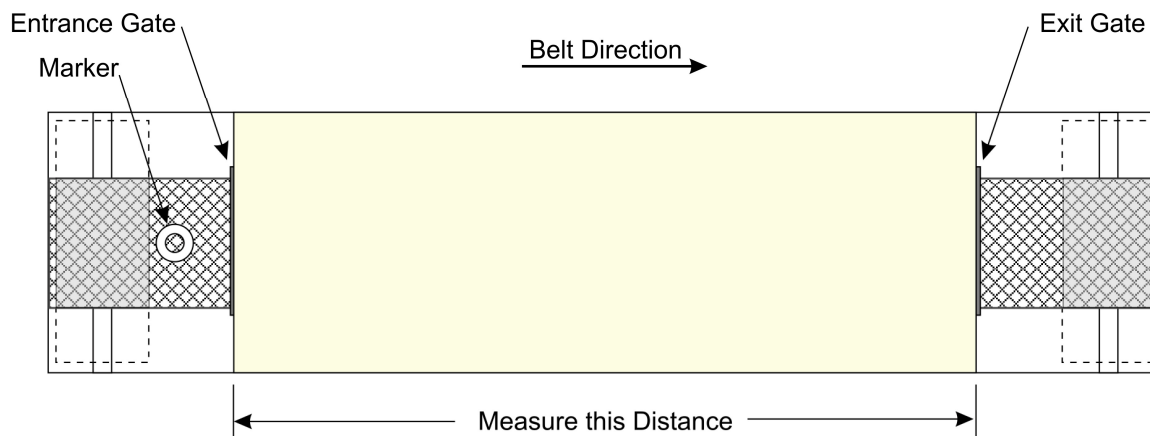 Entrance Gate
Exit Gate
Belt Direction
Marker
Measure this Distance